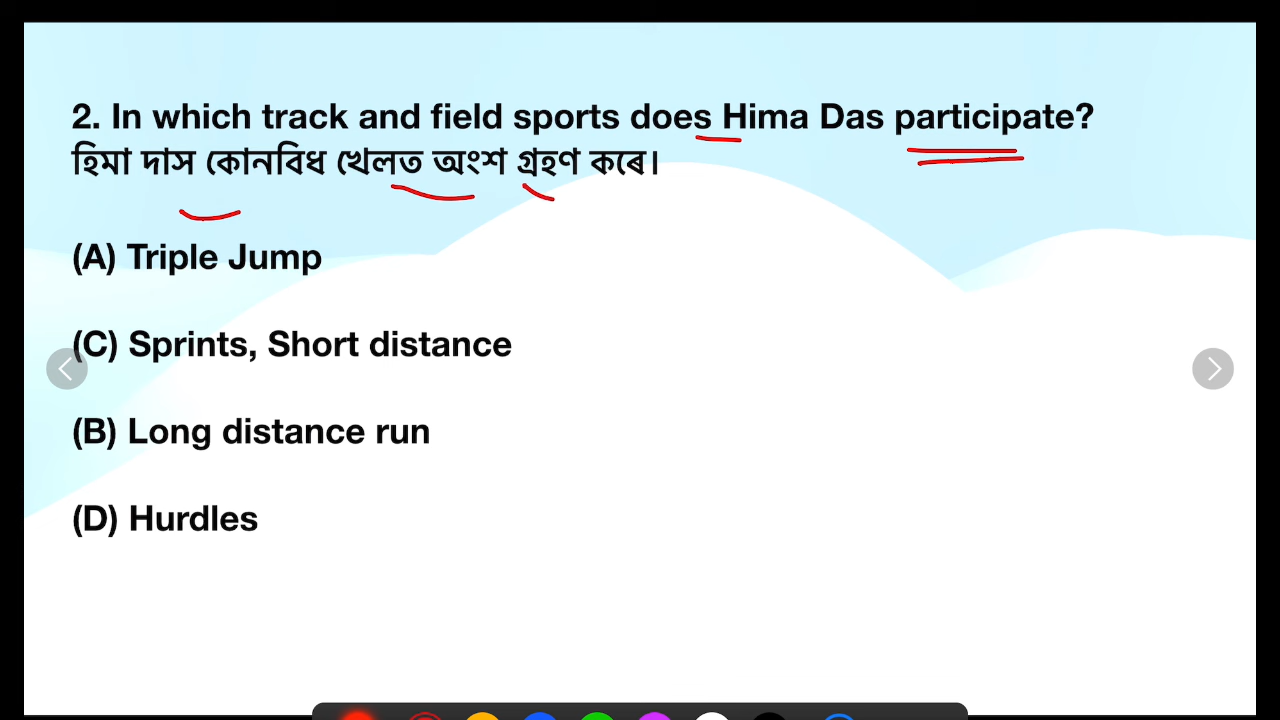 2. In which track and field sports does Hima Das participate?
হিমা দাস কোনবিধ খেলত অংশ গ্ৰহণ কৰে।
(A) Triple Jump
(C) Sprints, Short distance
(B) Long distance run
(D) Hurdles